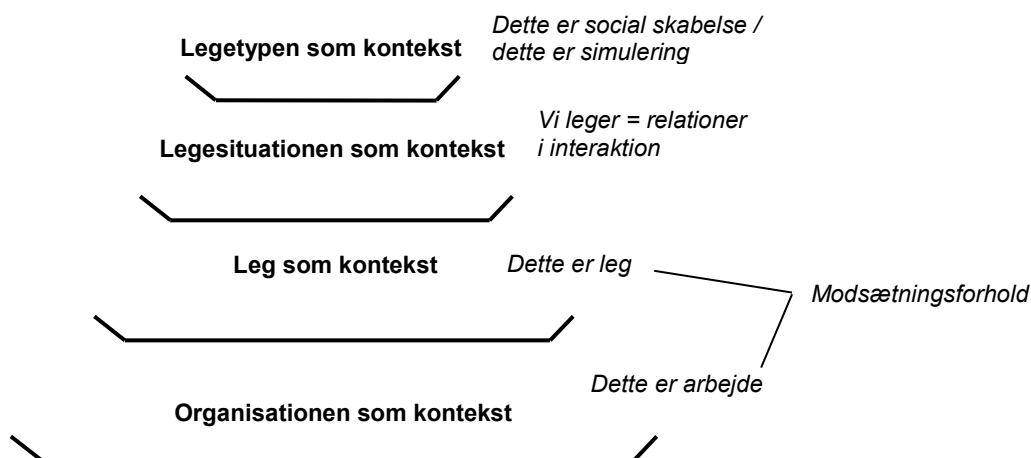 Legetypen som kontekst
Dette er social skabelse /
dette er simulering
Legesituationen som kontekst
Vi leger = relationer
i interaktion
Leg som kontekst
Dette er leg
Modsætningsforhold
Dette er arbejde
Organisationen som kontekst